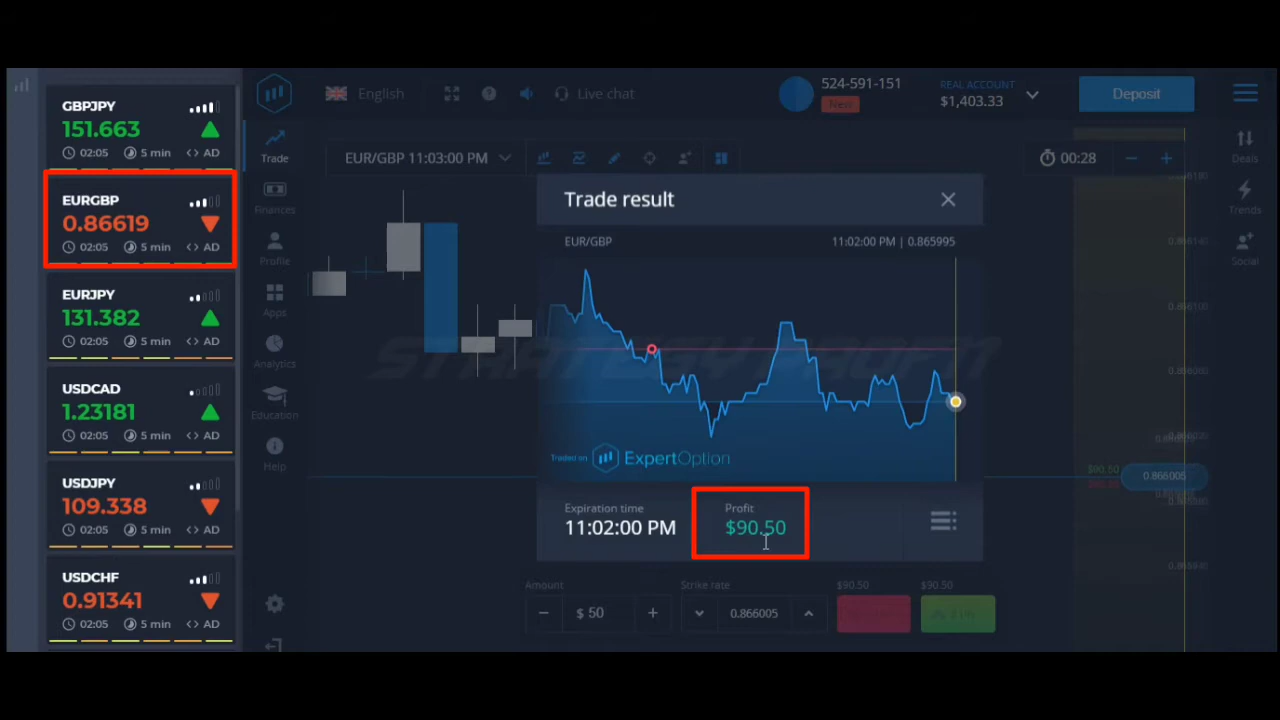 GBPJPY
151.663
02:05 5 min <> AD
EURGBP
0.86619
02:05 5 min <> AD
EURJPY
131.382
02:05 5 min <> AD
USDCAD
1.23181
02:05 5 min <> AD
USDJPY
109.338
02:05 5 min <> AD
USDCHF
0.91341
02:05 5 min <> AD
English
Live chat
524-591-151
New
REAL ACCOUNT
$1,403.33
Deposit
Trade
Finances
Profile
Apps
Analytics
Education
Help
EUR/GBP 11:03:00 PM
00:28
Deals
Trends
Social
Trade result
EUR/GBP
11:02:00 PM | 0.865995
Traded on ExpertOption
Expiration time
11:02:00 PM
Profit
$90.50
Amount
$ 50
Strike rate
0.866005
$90.50
$90.50
$90.50
0.866005